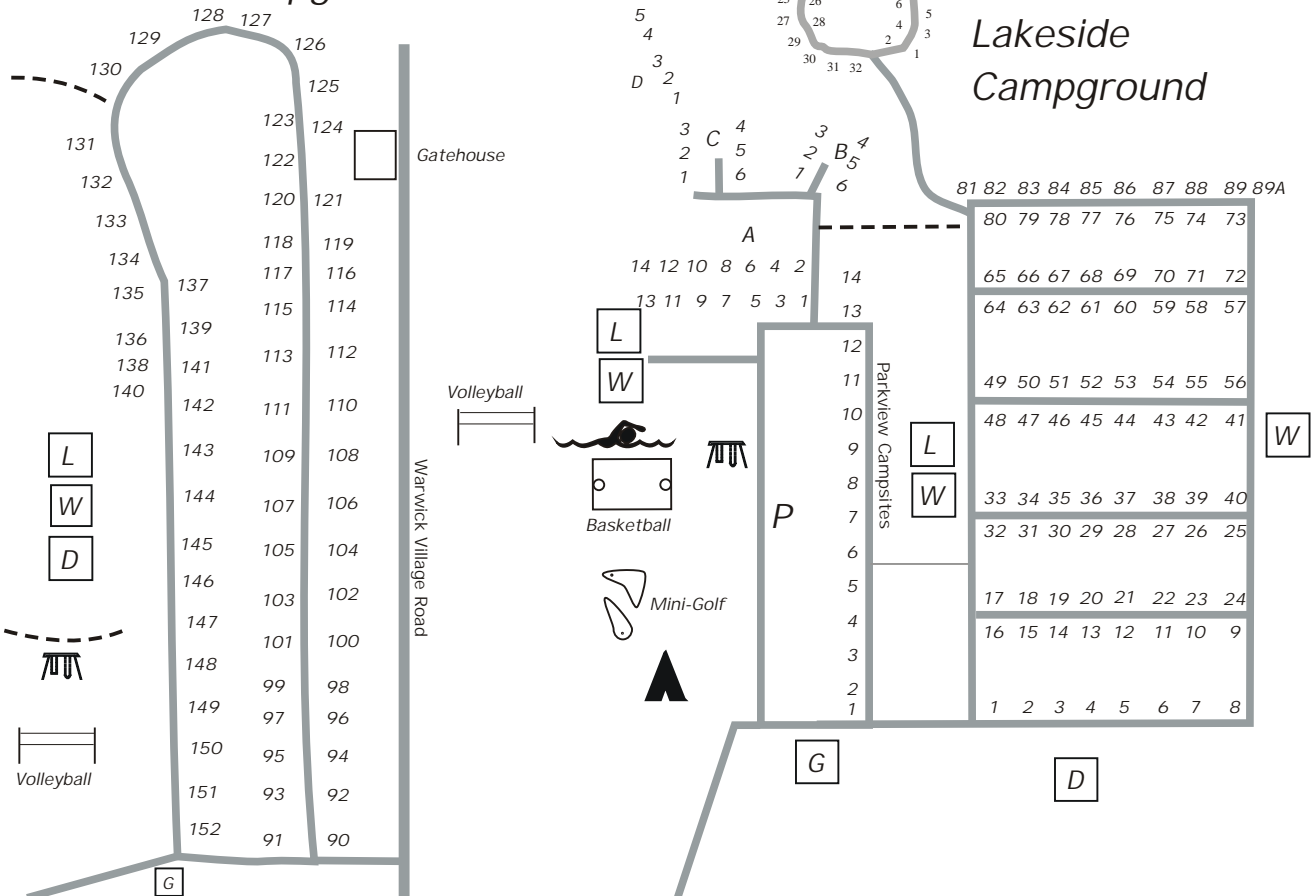 pg
128 127
129
126
130
125
123
124
131
122
132
120 121
133
118 119
134
117 116
135
137
115 114
136
139
138
141
113 112
140
142
111 110
143
109 108
144
107 106
145
105 104
146
103 102
147
101 100
148
99 98
149
97 96
150
95 94
151
93 92
152
91 90
Gatehouse
Warwick Village Road
L
W
D
Volleyball
G
5
4
3
2
D
1
3
2
1
C
4
5
6
3
2
1
B
4
5
6
A
14 12 10 8 6 4 2
13 11 9 7 5 3 1
L
W
Volleyball
Basketball
Mini-Golf
P
14
13
12
11
10
9
8
7
6
5
4
3
2
1
Parkview Campsites
L
W
G
26
27 28
29
30
31 32
6
5
4
3
2
1
Lakeside
Campground
81 82 83 84 85 86 87 88 89 89A
80 79 78 77 76 75 74 73
65 66 67 68 69 70 71 72
64 63 62 61 60 59 58 57
49 50 51 52 53 54 55 56
48 47 46 45 44 43 42 41
33 34 35 36 37 38 39 40
32 31 30 29 28 27 26 25
17 18 19 20 21 22 23 24
16 15 14 13 12 11 10 9
1 2 3 4 5 6 7 8
W
D